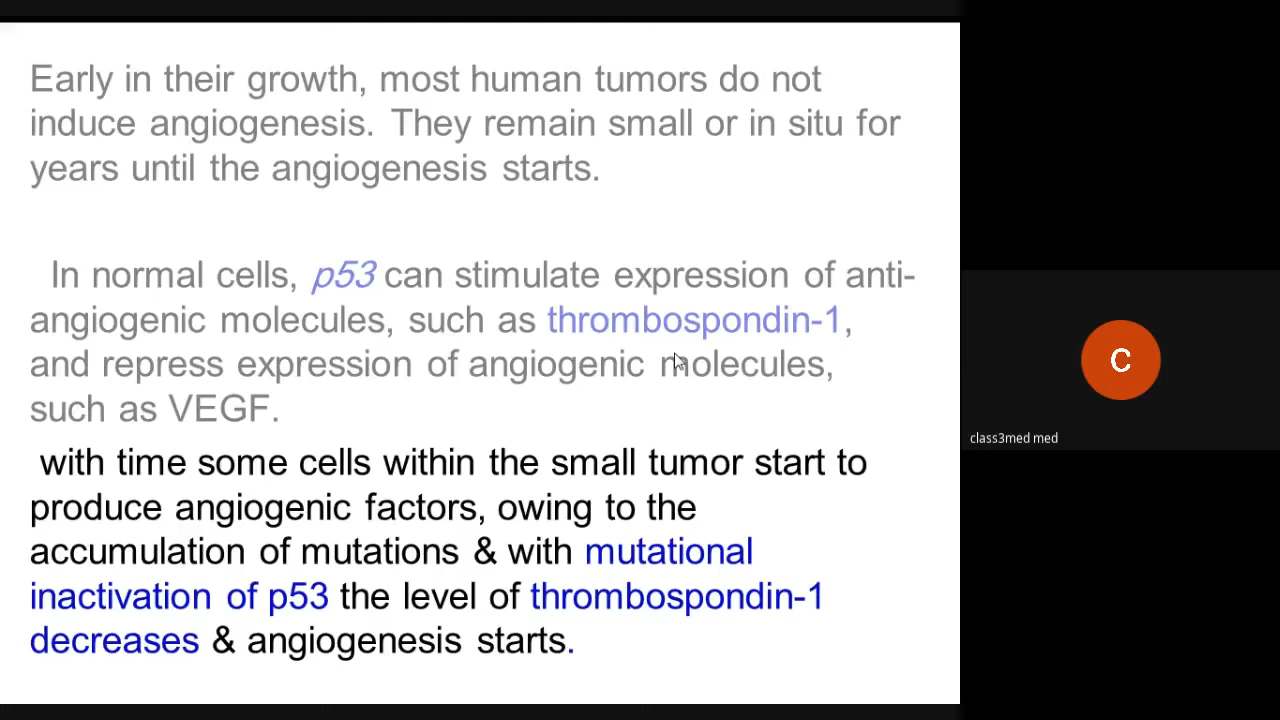 Early in their growth, most human tumors do not
induce angiogenesis. They remain small or in situ for
years until the angiogenesis starts.
In normal cells, p53 can stimulate expression of anti-
angiogenic molecules, such as thrombospondin-1,
and repress expression of angiogenic molecules,
such as VEGF.
with time some cells within the small tumor start to
produce angiogenic factors, owing to the
accumulation of mutations & with mutational
inactivation of p53 the level of thrombospondin-1
decreases & angiogenesis starts.
C
class3med med